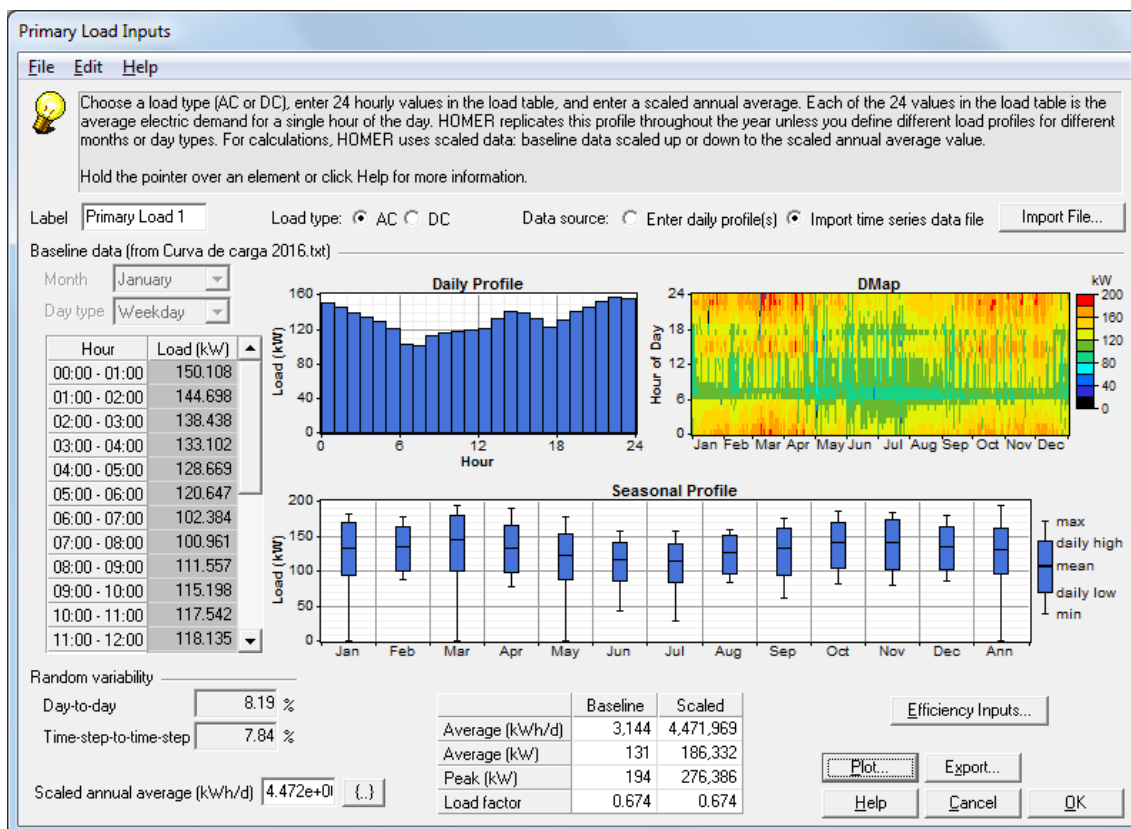 Primary Load Inputs
File Edit Help
Choose a load type (AC or DC), enter 24 hourly values in the load table, and enter a scaled annual average. Each of the 24 values in the load table is the
average electric demand for a single hour of the day. HOMER replicates this profile throughout the year unless you define different load profiles for different
months or day types. For calculations, HOMER uses scaled data: baseline data scaled up or down to the scaled annual average value.
Hold the pointer over an element or click Help for more information.
Label Primary Load 1 Load type: AC DC Data source: Enter daily profile(s) Import time series data file Import File...
Baseline data (from Curva de carga 2016.txt)
Month January
Day type Weekday
Hour Load (kW)
00:00 - 01:00 150.108
01:00 - 02:00 144.698
02:00 - 03:00 138.438
03:00 - 04:00 133.102
04:00 - 05:00 128.669
05:00 - 06:00 120.647
06:00 - 07:00 102.384
07:00 - 08:00 100.961
08:00 - 09:00 111.557
09:00 - 10:00 115.198
10:00 - 11:00 117.542
11:00 - 12:00 118.135
Daily Profile
Load (kW)
160
120
80
40
0
0 6 12 18 24
Hour
DMap
Hour of Day
24
18
12
6
0
Jan Feb Mar Apr May Jun Jul Aug Sep Oct Nov Dec
kW
200
160
120
80
40
0
Seasonal Profile
Load (kW)
200
150
100
50
0
Jan Feb Mar Apr May Jun Jul Aug Sep Oct Nov Dec Ann
max
daily high
mean
daily low
min
Random variability
Day-to-day 8.19 %
Time-step-to-time-step 7.84 %
Scaled annual average (kWh/d) 4.472e+0 {..}
Baseline Scaled
Average (kWh/d) 3,144 4,471,969
Average (kW) 131 186,332
Peak (kW) 194 276,386
Load factor 0.674 0.674
Efficiency Inputs...
Plot... Export...
Help Cancel OK